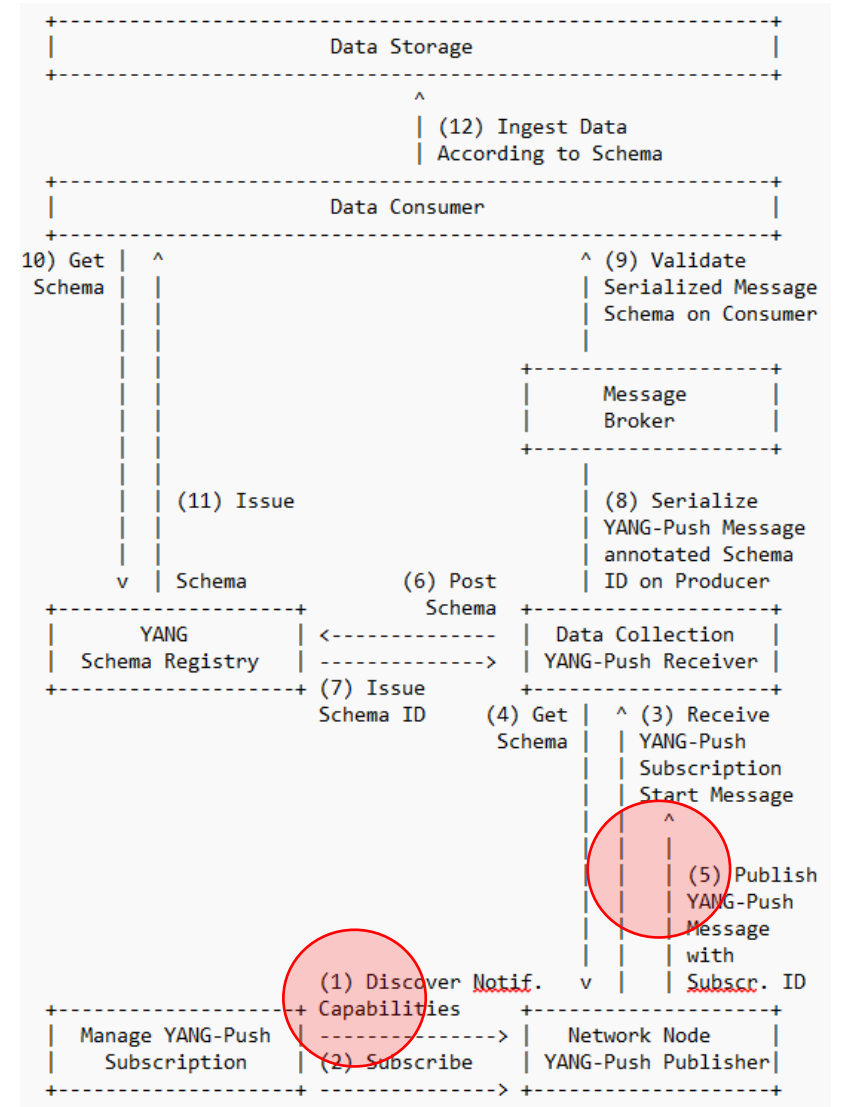 Data Storage
(12) Ingest Data
According to Schema
Data Consumer
10) Get
Schema
(9) Validate
Serialized Message
Schema on Consumer
Message
Broker
(11) Issue
Schema
(8) Serialize
YANG-Push Message
annotated Schema
ID on Producer
(6) Post
Schema
YANG
Schema Registry
Data Collection
YANG-Push Receiver
(7) Issue
Schema ID
(4) Get
Schema
(3) Receive
YANG-Push
Subscription
Start Message
(5) Publish
YANG-Push
Message
with
Subscr. ID
(1) Discover Notif.
Capabilities
Manage YANG-Push
Subscription
(2) Subscribe
Network Node
YANG-Push Publisher